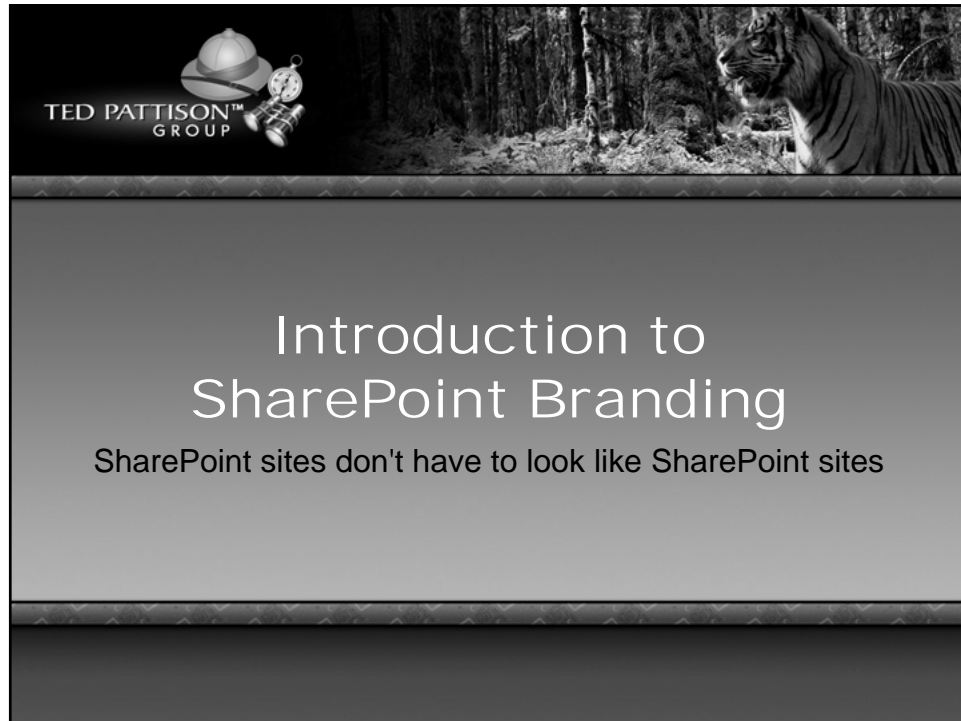 TED PATTISON™
GROUP
Introduction to
SharePoint Branding
SharePoint sites don't have to look like SharePoint sites